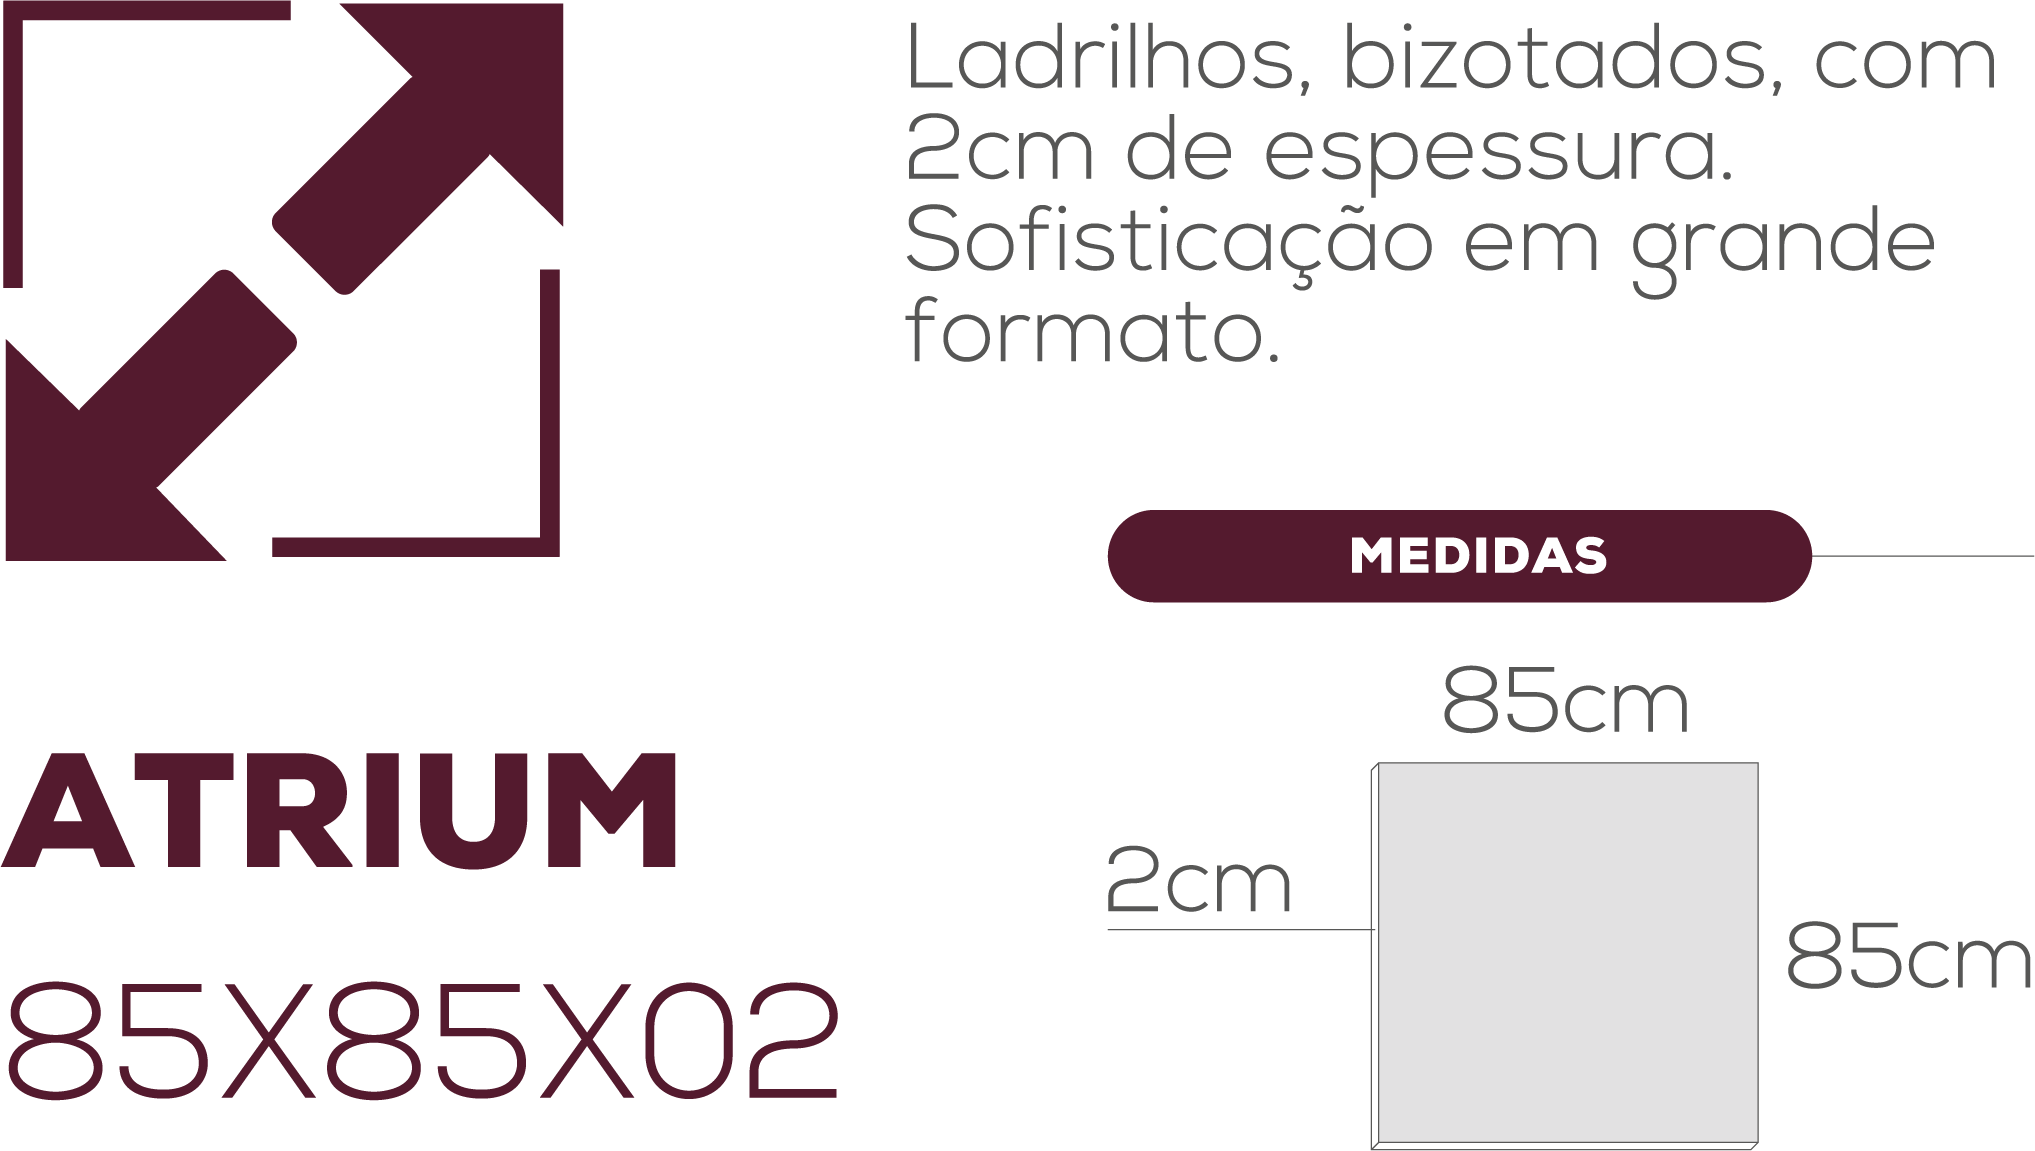 Ladrilhos, bizotados, com
2cm de espessura.
Sofisticação em grande
formato.
MEDIDAS
85cm
2cm
85cm
ATRIUM
85X85X02